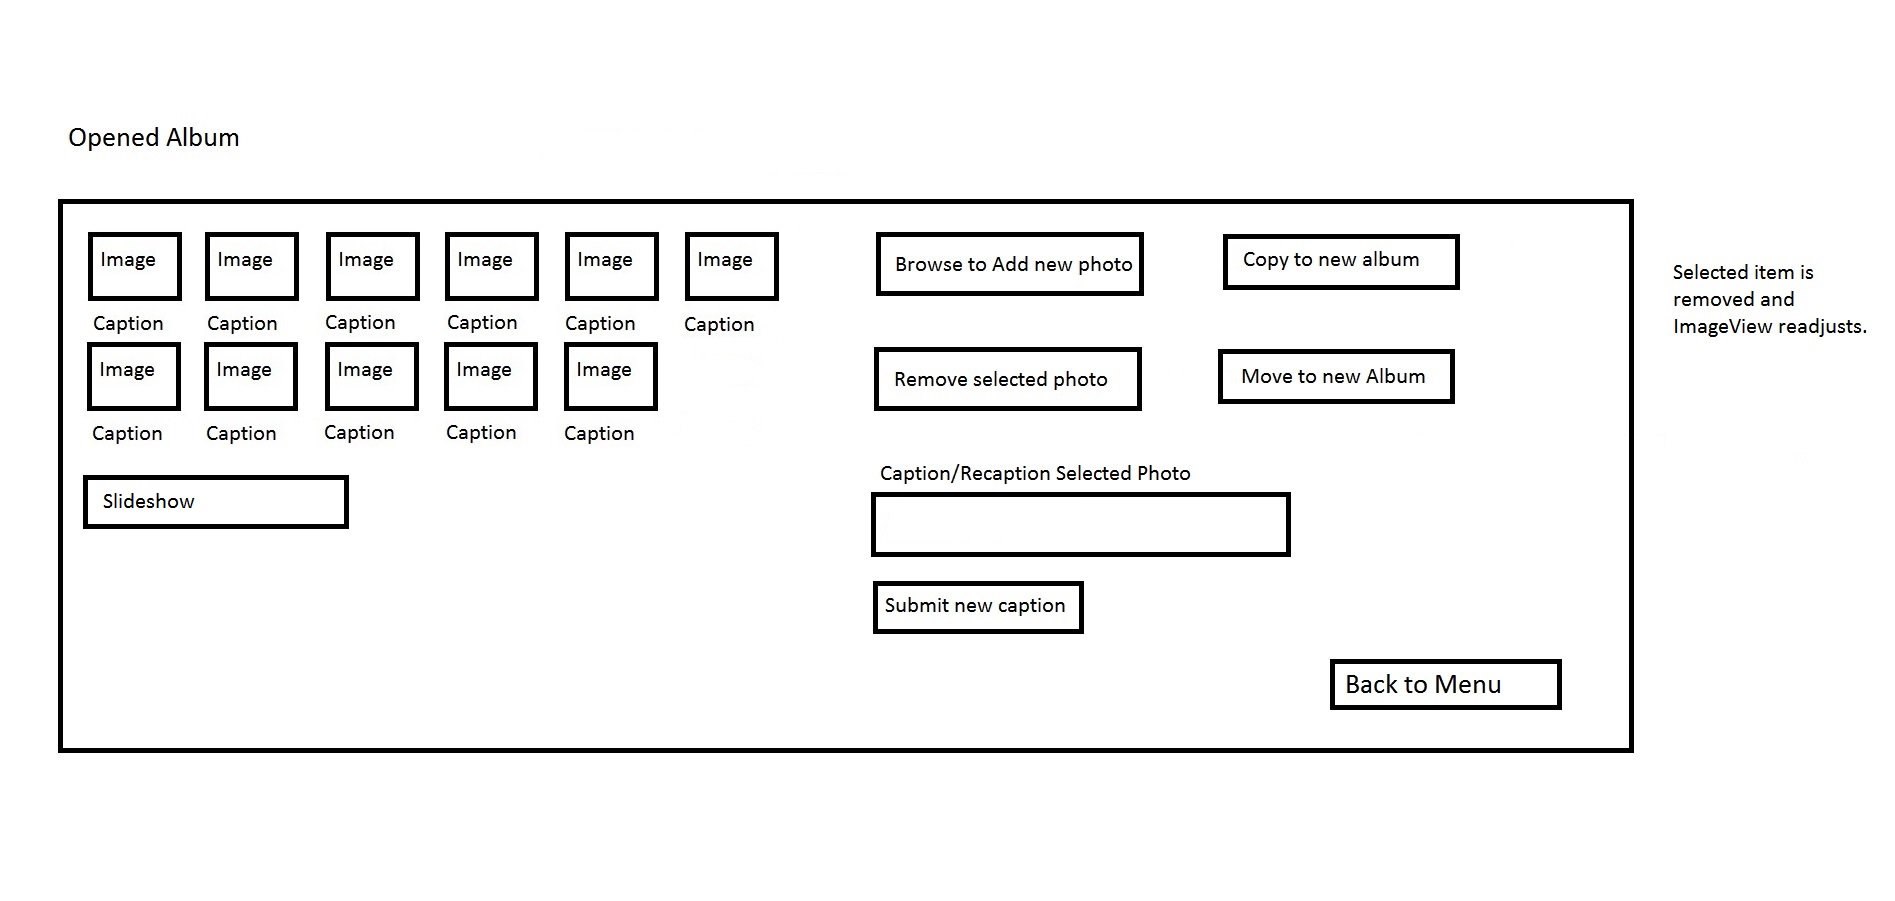 Opened Album
Image Image Image Image Image Image
Caption Caption Caption Caption Caption Caption
Image Image Image Image Image
Caption Caption Caption Caption Caption
Slideshow
Browse to Add new photo
Copy to new album
Remove selected photo
Move to new Album
Caption/Recaption Selected Photo
Submit new caption
Back to Menu
Selected item is
removed and
ImageView readjusts.